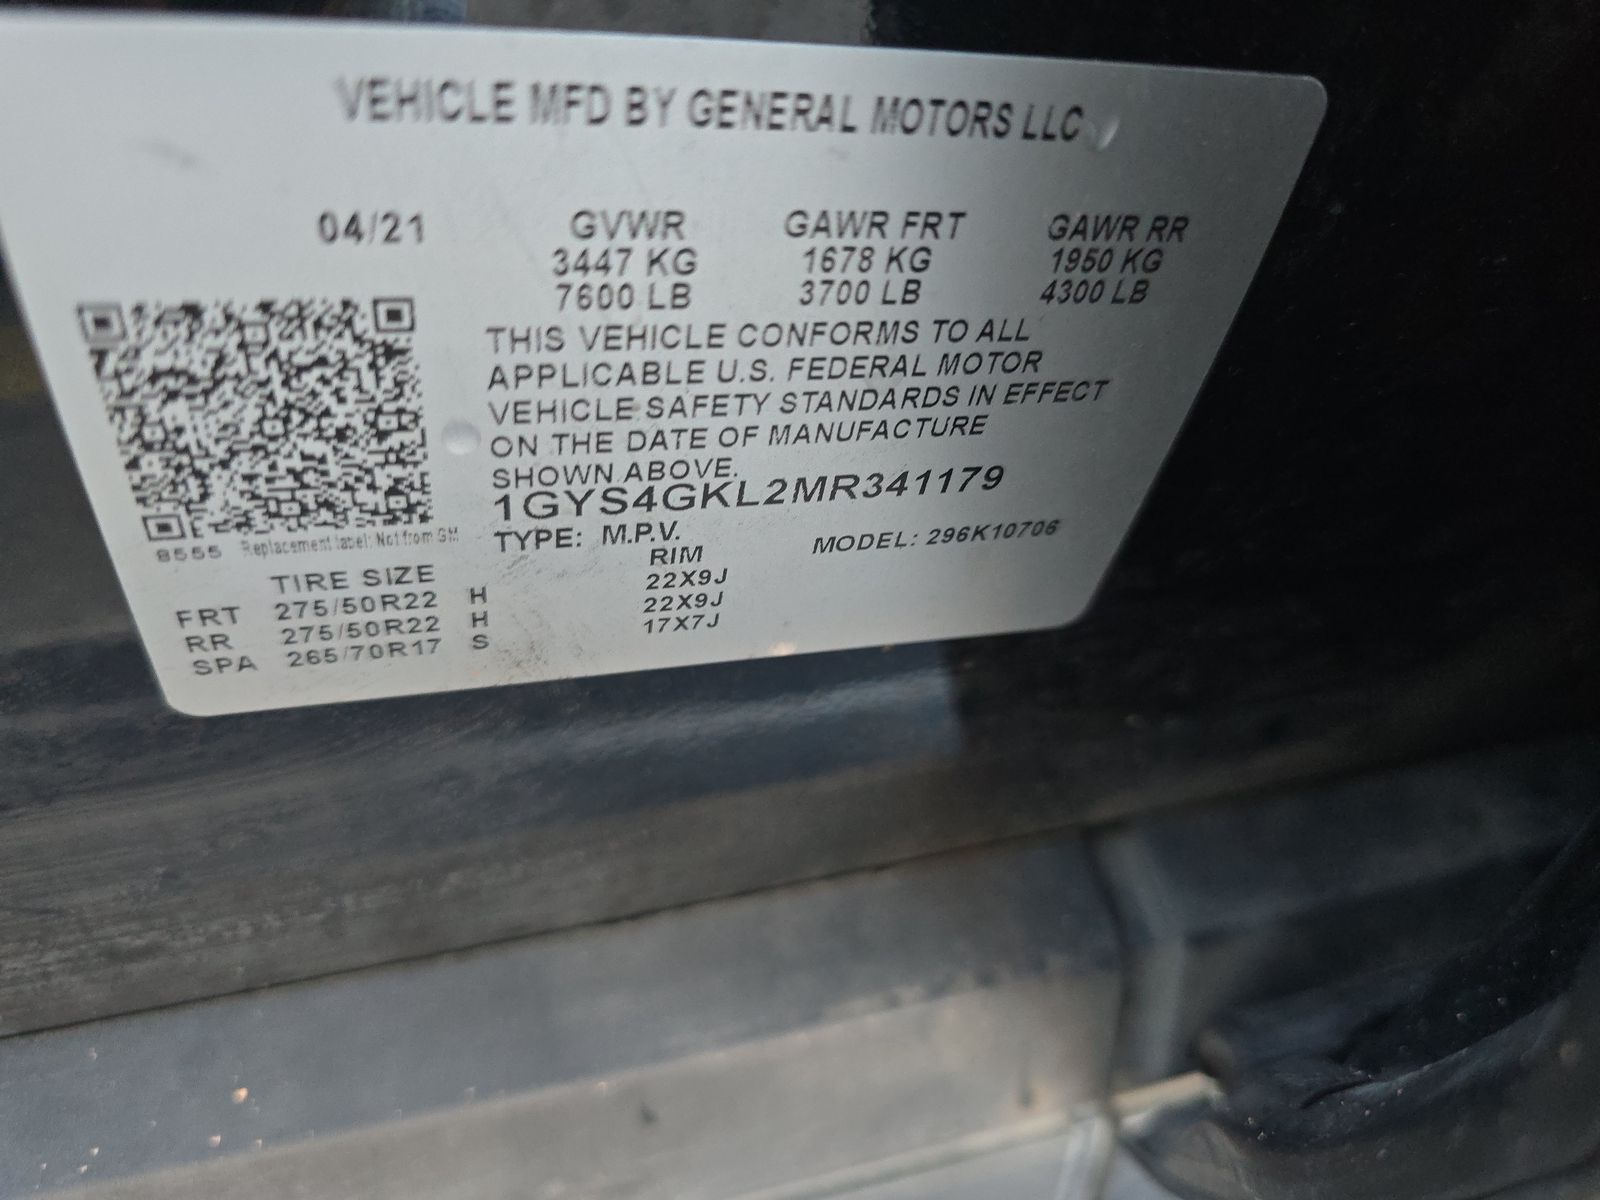 VEHICLE MFD BY GENERAL MOTORS LLC
04/21 GVWR GAWR FRT GAWR RR
3447 KG 1678 KG 1950 KG
7600 LB 3700 LB 4300 LB
THIS VEHICLE CONFORMS TO ALL
APPLICABLE U.S. FEDERAL MOTOR
VEHICLE SAFETY STANDARDS IN EFFECT
ON THE DATE OF MANUFACTURE
SHOWN ABOVE.
1GYS4GKL2MR341179
8555 Replacement label: Not from GM
TYPE: M.P.V. MODEL: 296K10706
TIRE SIZE RIM
FRT 275/50R22 H 22X9J
RR 275/50R22 H 22X9J
SPA 265/70R17 S 17X7J